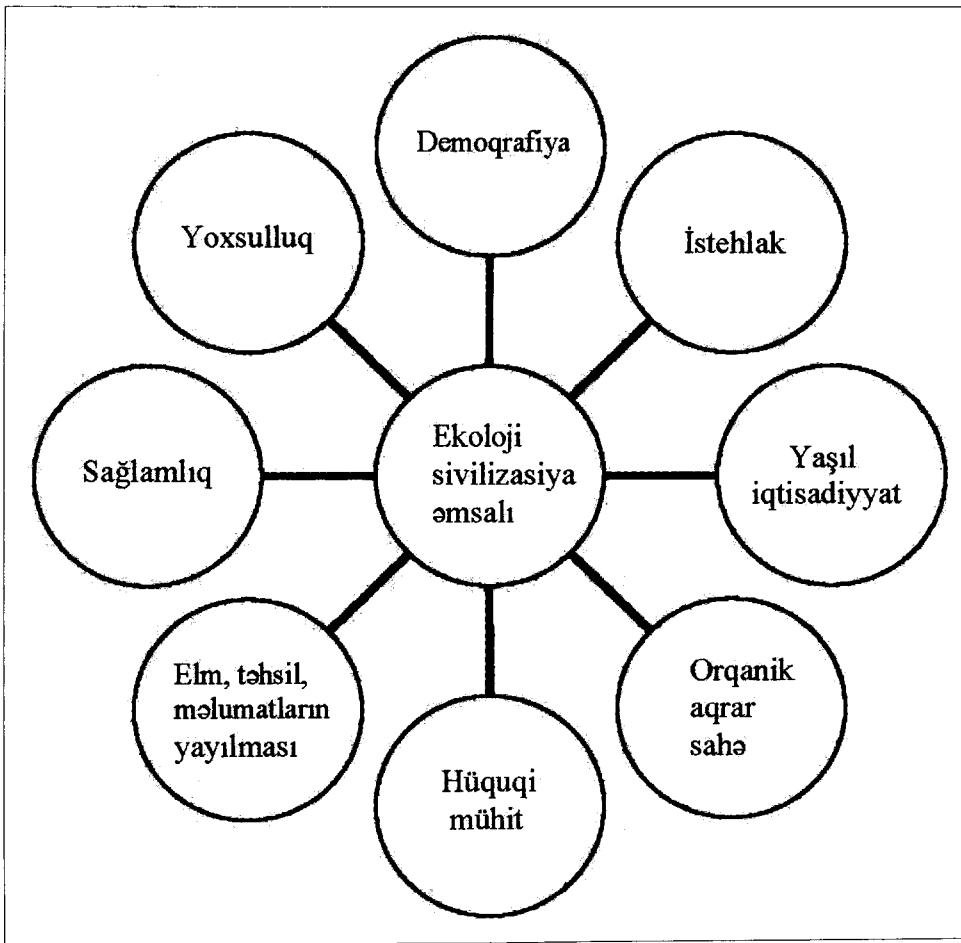 Demoqrafiya
Yoxsulluq
İstehlak
Ekoloji
sivilizasiya
əmsalı
Sağlamlıq
Yaşıl
iqtisadiyyat
Elm, təhsil,
məlumatların
yayılması
Orqanik
aqrar
sahə
Hüquqi
mühit